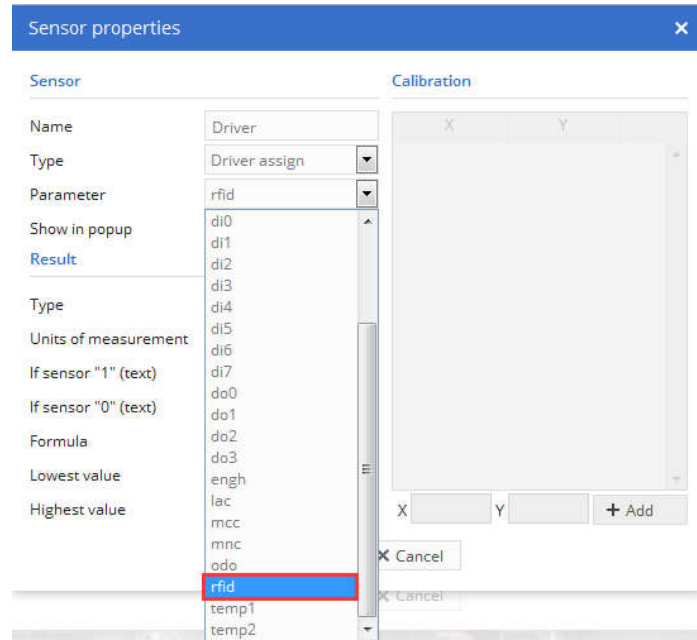 Sensor properties ×
Sensor
Calibration
Name Driver
X Y
Type Driver assign
Parameter rfid
di0
Show in popup
di1
Result
di2
di3
Type
di4
di5
Units of measurement
di6
If sensor "1" (text)
di7
do0
If sensor "0" (text)
do1
do2
Formula
do3
Lowest value
engh
lac
Highest value
X Y + Add
mcc
mnc
× Cancel
odo
rfid
× Cancel
temp1
temp2